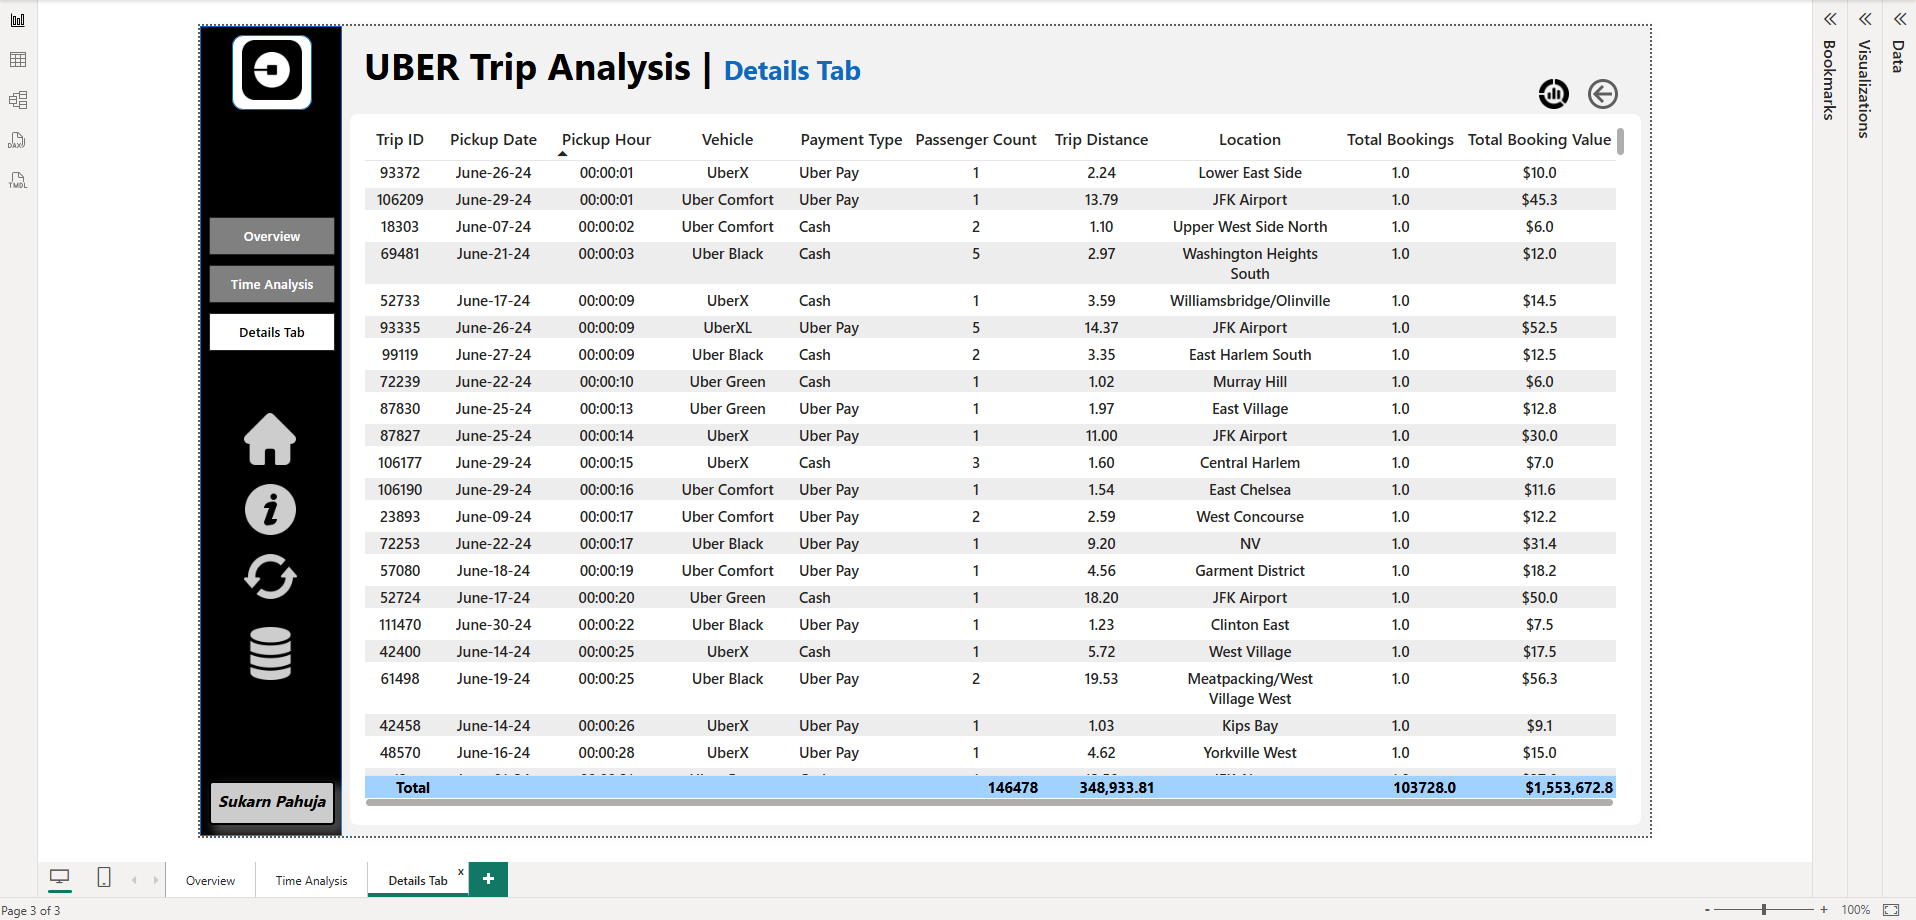 UBER Trip Analysis | Details Tab
Trip ID Pickup Date Pickup Hour Vehicle Payment Type Passenger Count Trip Distance Location Total Bookings Total Booking Value
93372 June-26-24 00:00:01 UberX Uber Pay 1 2.24 Lower East Side 1.0 $10.0
106209 June-29-24 00:00:01 Uber Comfort Uber Pay 1 13.79 JFK Airport 1.0 $45.3
18303 June-07-24 00:00:02 Uber Comfort Cash 2 1.10 Upper West Side North 1.0 $6.0
69481 June-21-24 00:00:03 Uber Black Cash 5 2.97 Washington Heights 1.0 $12.0
South
52733 June-17-24 00:00:09 UberX Cash 1 3.59 Williamsbridge/Olinville 1.0 $14.5
93335 June-26-24 00:00:09 UberXL Uber Pay 5 14.37 JFK Airport 1.0 $52.5
99119 June-27-24 00:00:09 Uber Black Cash 2 3.35 East Harlem South 1.0 $12.5
72239 June-22-24 00:00:10 Uber Green Cash 1 1.02 Murray Hill 1.0 $6.0
87830 June-25-24 00:00:13 Uber Green Uber Pay 1 1.97 East Village 1.0 $12.8
87827 June-25-24 00:00:14 UberX Uber Pay 1 11.00 JFK Airport 1.0 $30.0
106177 June-29-24 00:00:15 UberX Cash 3 1.60 Central Harlem 1.0 $7.0
106190 June-29-24 00:00:16 Uber Comfort Uber Pay 1 1.54 East Chelsea 1.0 $11.6
23893 June-09-24 00:00:17 Uber Comfort Uber Pay 2 2.59 West Concourse 1.0 $12.2
72253 June-22-24 00:00:17 Uber Black Uber Pay 1 9.20 NV 1.0 $31.4
57080 June-18-24 00:00:19 Uber Comfort Uber Pay 1 4.56 Garment District 1.0 $18.2
52724 June-17-24 00:00:20 Uber Green Cash 1 18.20 JFK Airport 1.0 $50.0
111470 June-30-24 00:00:22 Uber Black Uber Pay 1 1.23 Clinton East 1.0 $7.5
42400 June-14-24 00:00:25 UberX Cash 1 5.72 West Village 1.0 $17.5
61498 June-19-24 00:00:25 Uber Black Uber Pay 2 19.53 Meatpacking/West 1.0 $56.3
Village West
42458 June-14-24 00:00:26 UberX Uber Pay 1 1.03 Kips Bay 1.0 $9.1
48570 June-16-24 00:00:28 UberX Uber Pay 1 4.62 Yorkville West 1.0 $15.0
Total 146478 348,933.81 103728.0 $1,553,672.8
Overview
Time Analysis
Details Tab
Sukarn Pahuja
Bookmarks
Visualizations
Data
DAX
TMDL
Overview Time Analysis Details Tab x +
Page 3 of 3
- + 100%